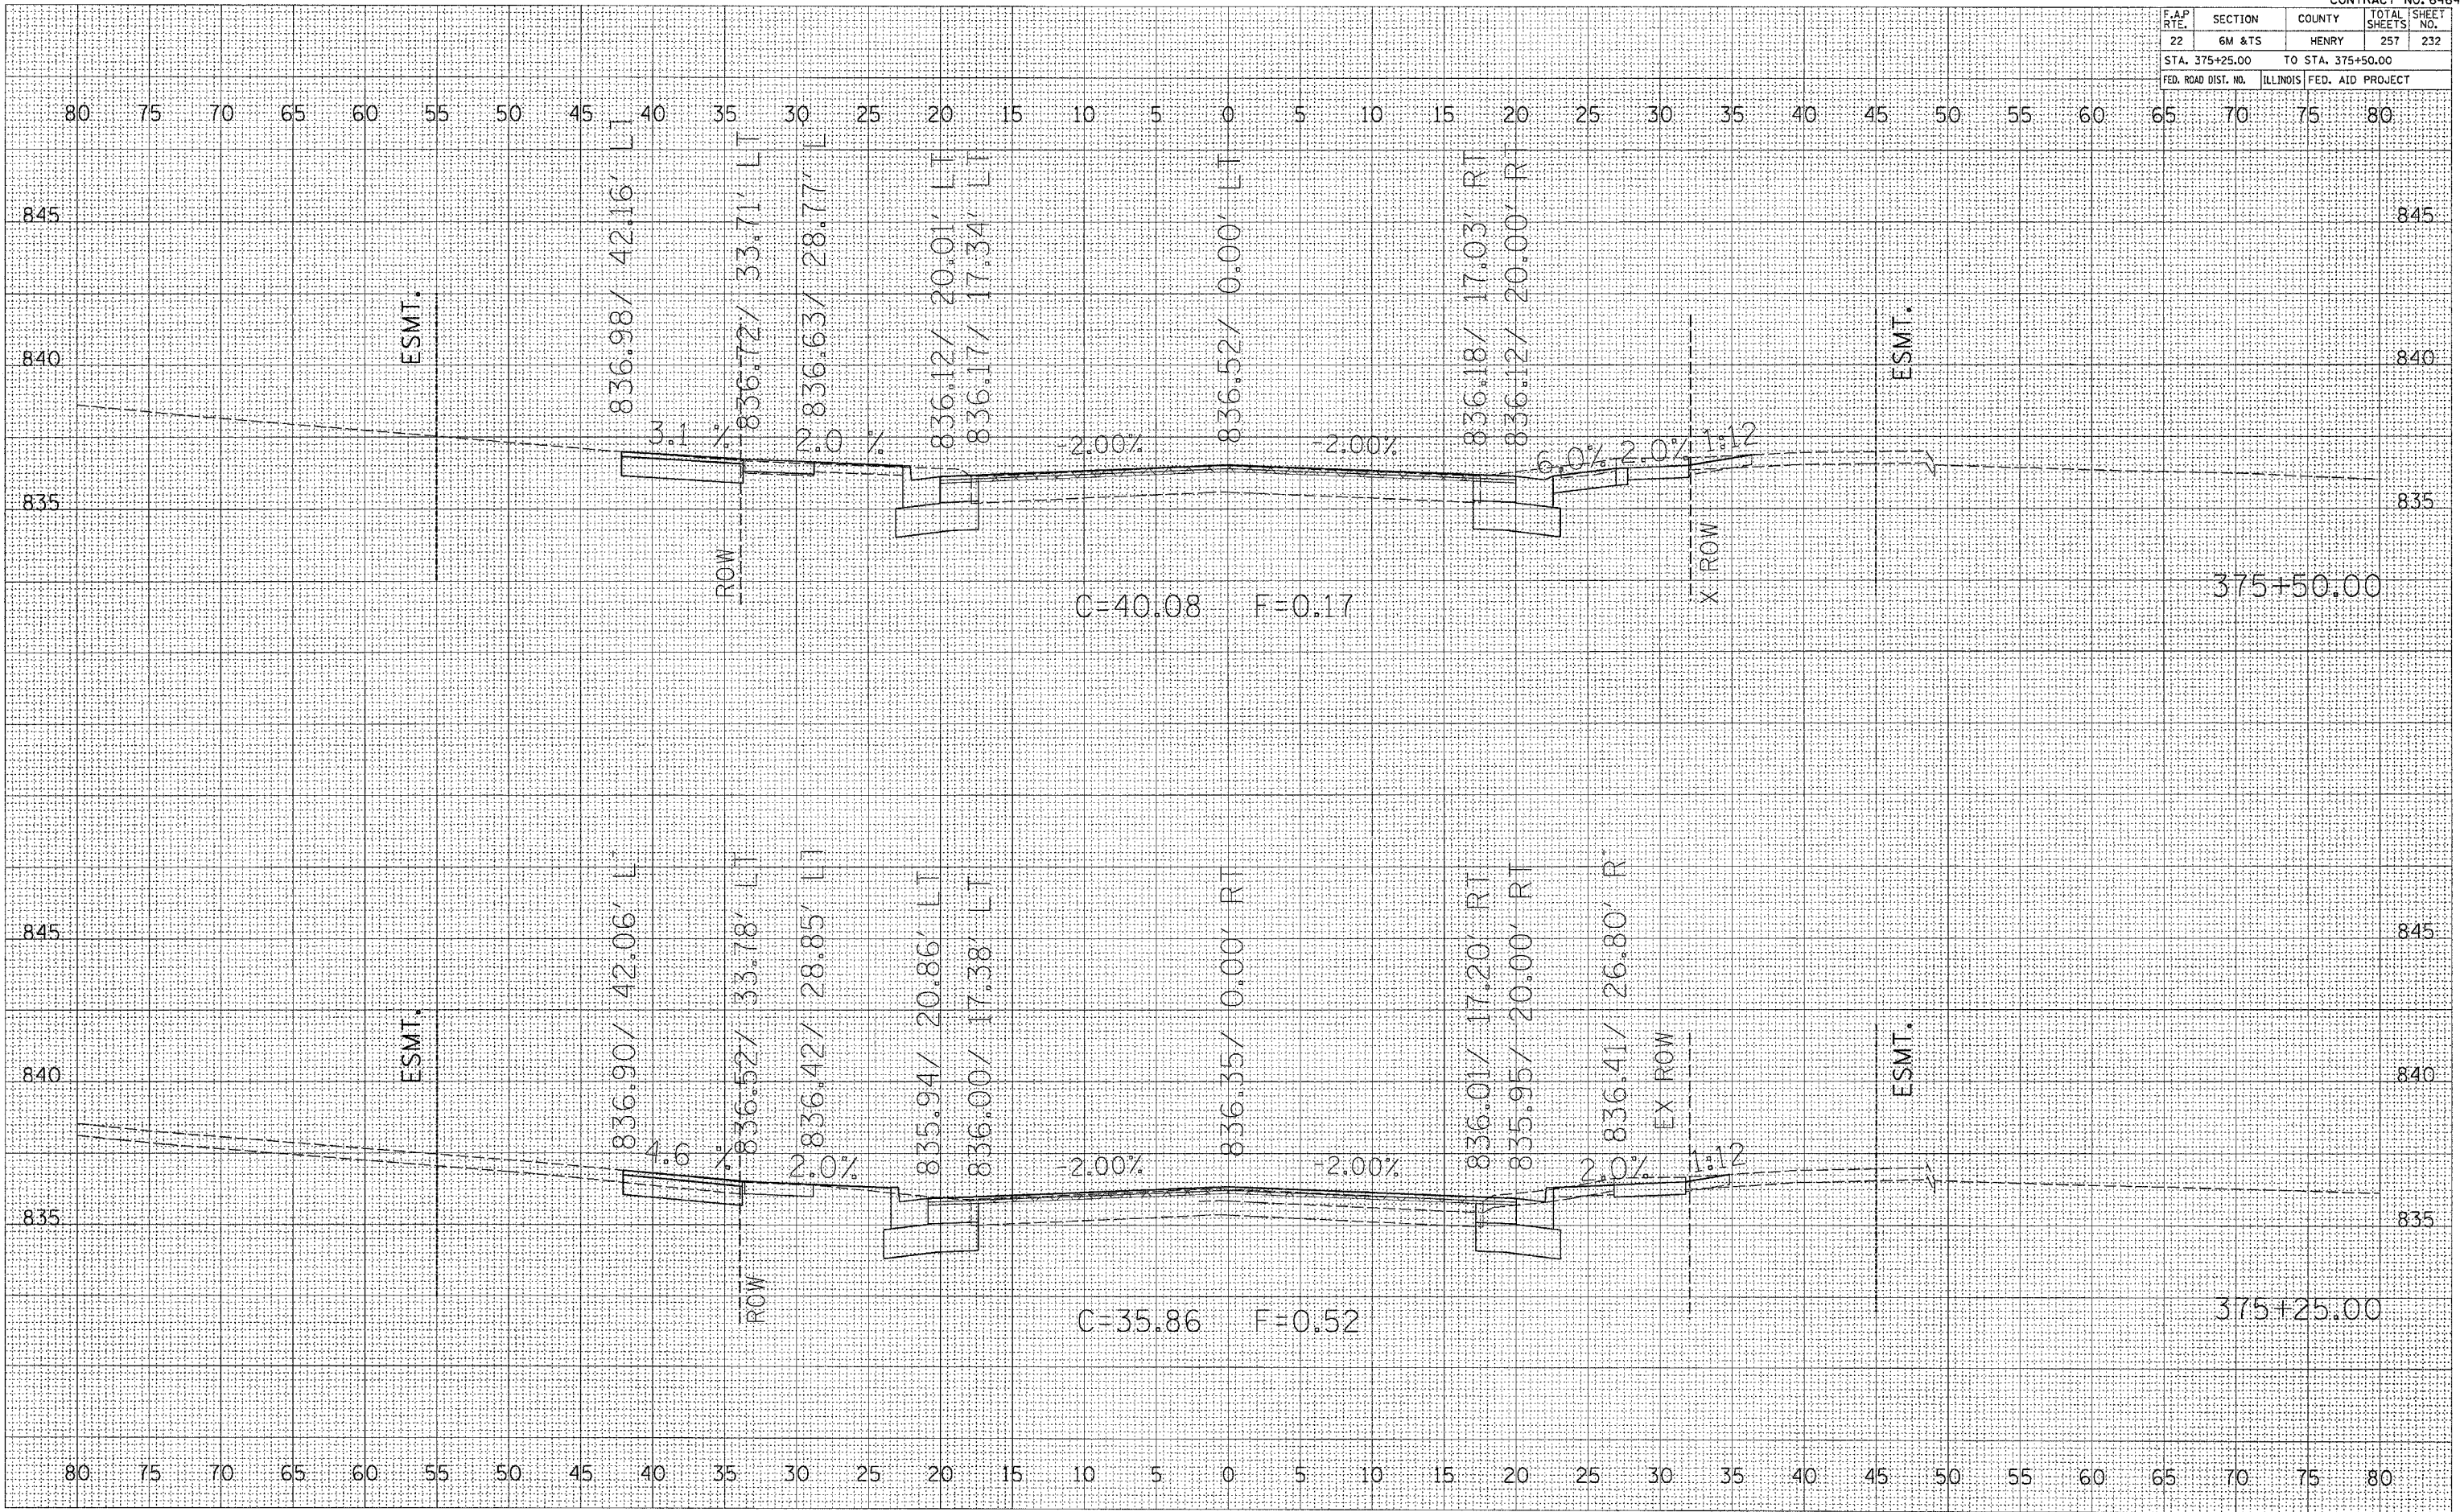 CONTRACT NO.
F.A.P RTE. SECTION COUNTY TOTAL SHEETS SHEET NO.
22 6M &TS HENRY 257 232
STA. 375+25.00 TO STA. 375+50.00
FED. ROAD DIST. NO. ILLINOIS FED. AID PROJECT
80 75 70 65 60 55 50 45 40 35 30 25 20 15 10 5 0 5 10 15 20 25 30 35 40 45 50 55 60 65 70 75 80
836.98/ 42.16' LT
836.72/ 33.71' LT
836.63/ 28.77' L
836.12/ 20.01' LT
836.17/ 17.34' LT
836.52/ 0.00' LT
836.18/ 17.03' RT
836.12/ 20.00' RT
845 845
ESMT. ESMT.
840 840
3.1 % 2.0 % -2.00% -2.00% 6.0% -2.0% 1:12
835 835
ROW X ROW
C=40.08 F=0.17
375+50.00
836.90/ 42.06' L
836.52/ 33.78' LT
836.42/ 28.85' LT
835.94/ 20.86' LT
836.00/ 17.38' LT
836.35/ 0.00' RT
836.01/ 17.20' RT
835.95/ 20.00' RT
836.41/ 26.80' R
EX ROW
845 845
ESMT. ESMT.
840 840
4.6 % 2.0% -2.00% -2.00% 2.0% 1:12
835 835
ROW
C=35.86 F=0.52
375+25.00
80 75 70 65 60 55 50 45 40 35 30 25 20 15 10 5 0 5 10 15 20 25 30 35 40 45 50 55 60 65 70 75 80